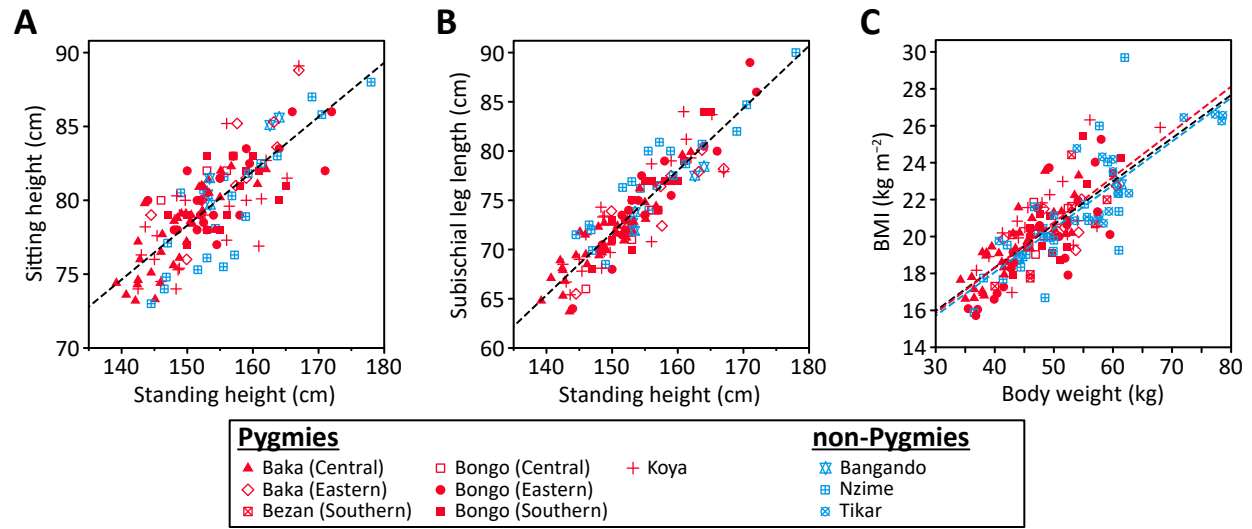 A
B
C
90
85
80
75
70
Sitting height (cm)
140 150 160 170 180
Standing height (cm)
90
85
80
75
70
65
60
Subischial leg length (cm)
140 150 160 170 180
Standing height (cm)
30
28
26
24
22
20
18
16
14
BMI (kg m⁻²)
30 40 50 60 70 80
Body weight (kg)
Pygmies
non-Pygmies
Baka (Central) Bongo (Central) Koya Bangando
Baka (Eastern) Bongo (Eastern) Nzime
Bezan (Southern) Bongo (Southern) Tikar